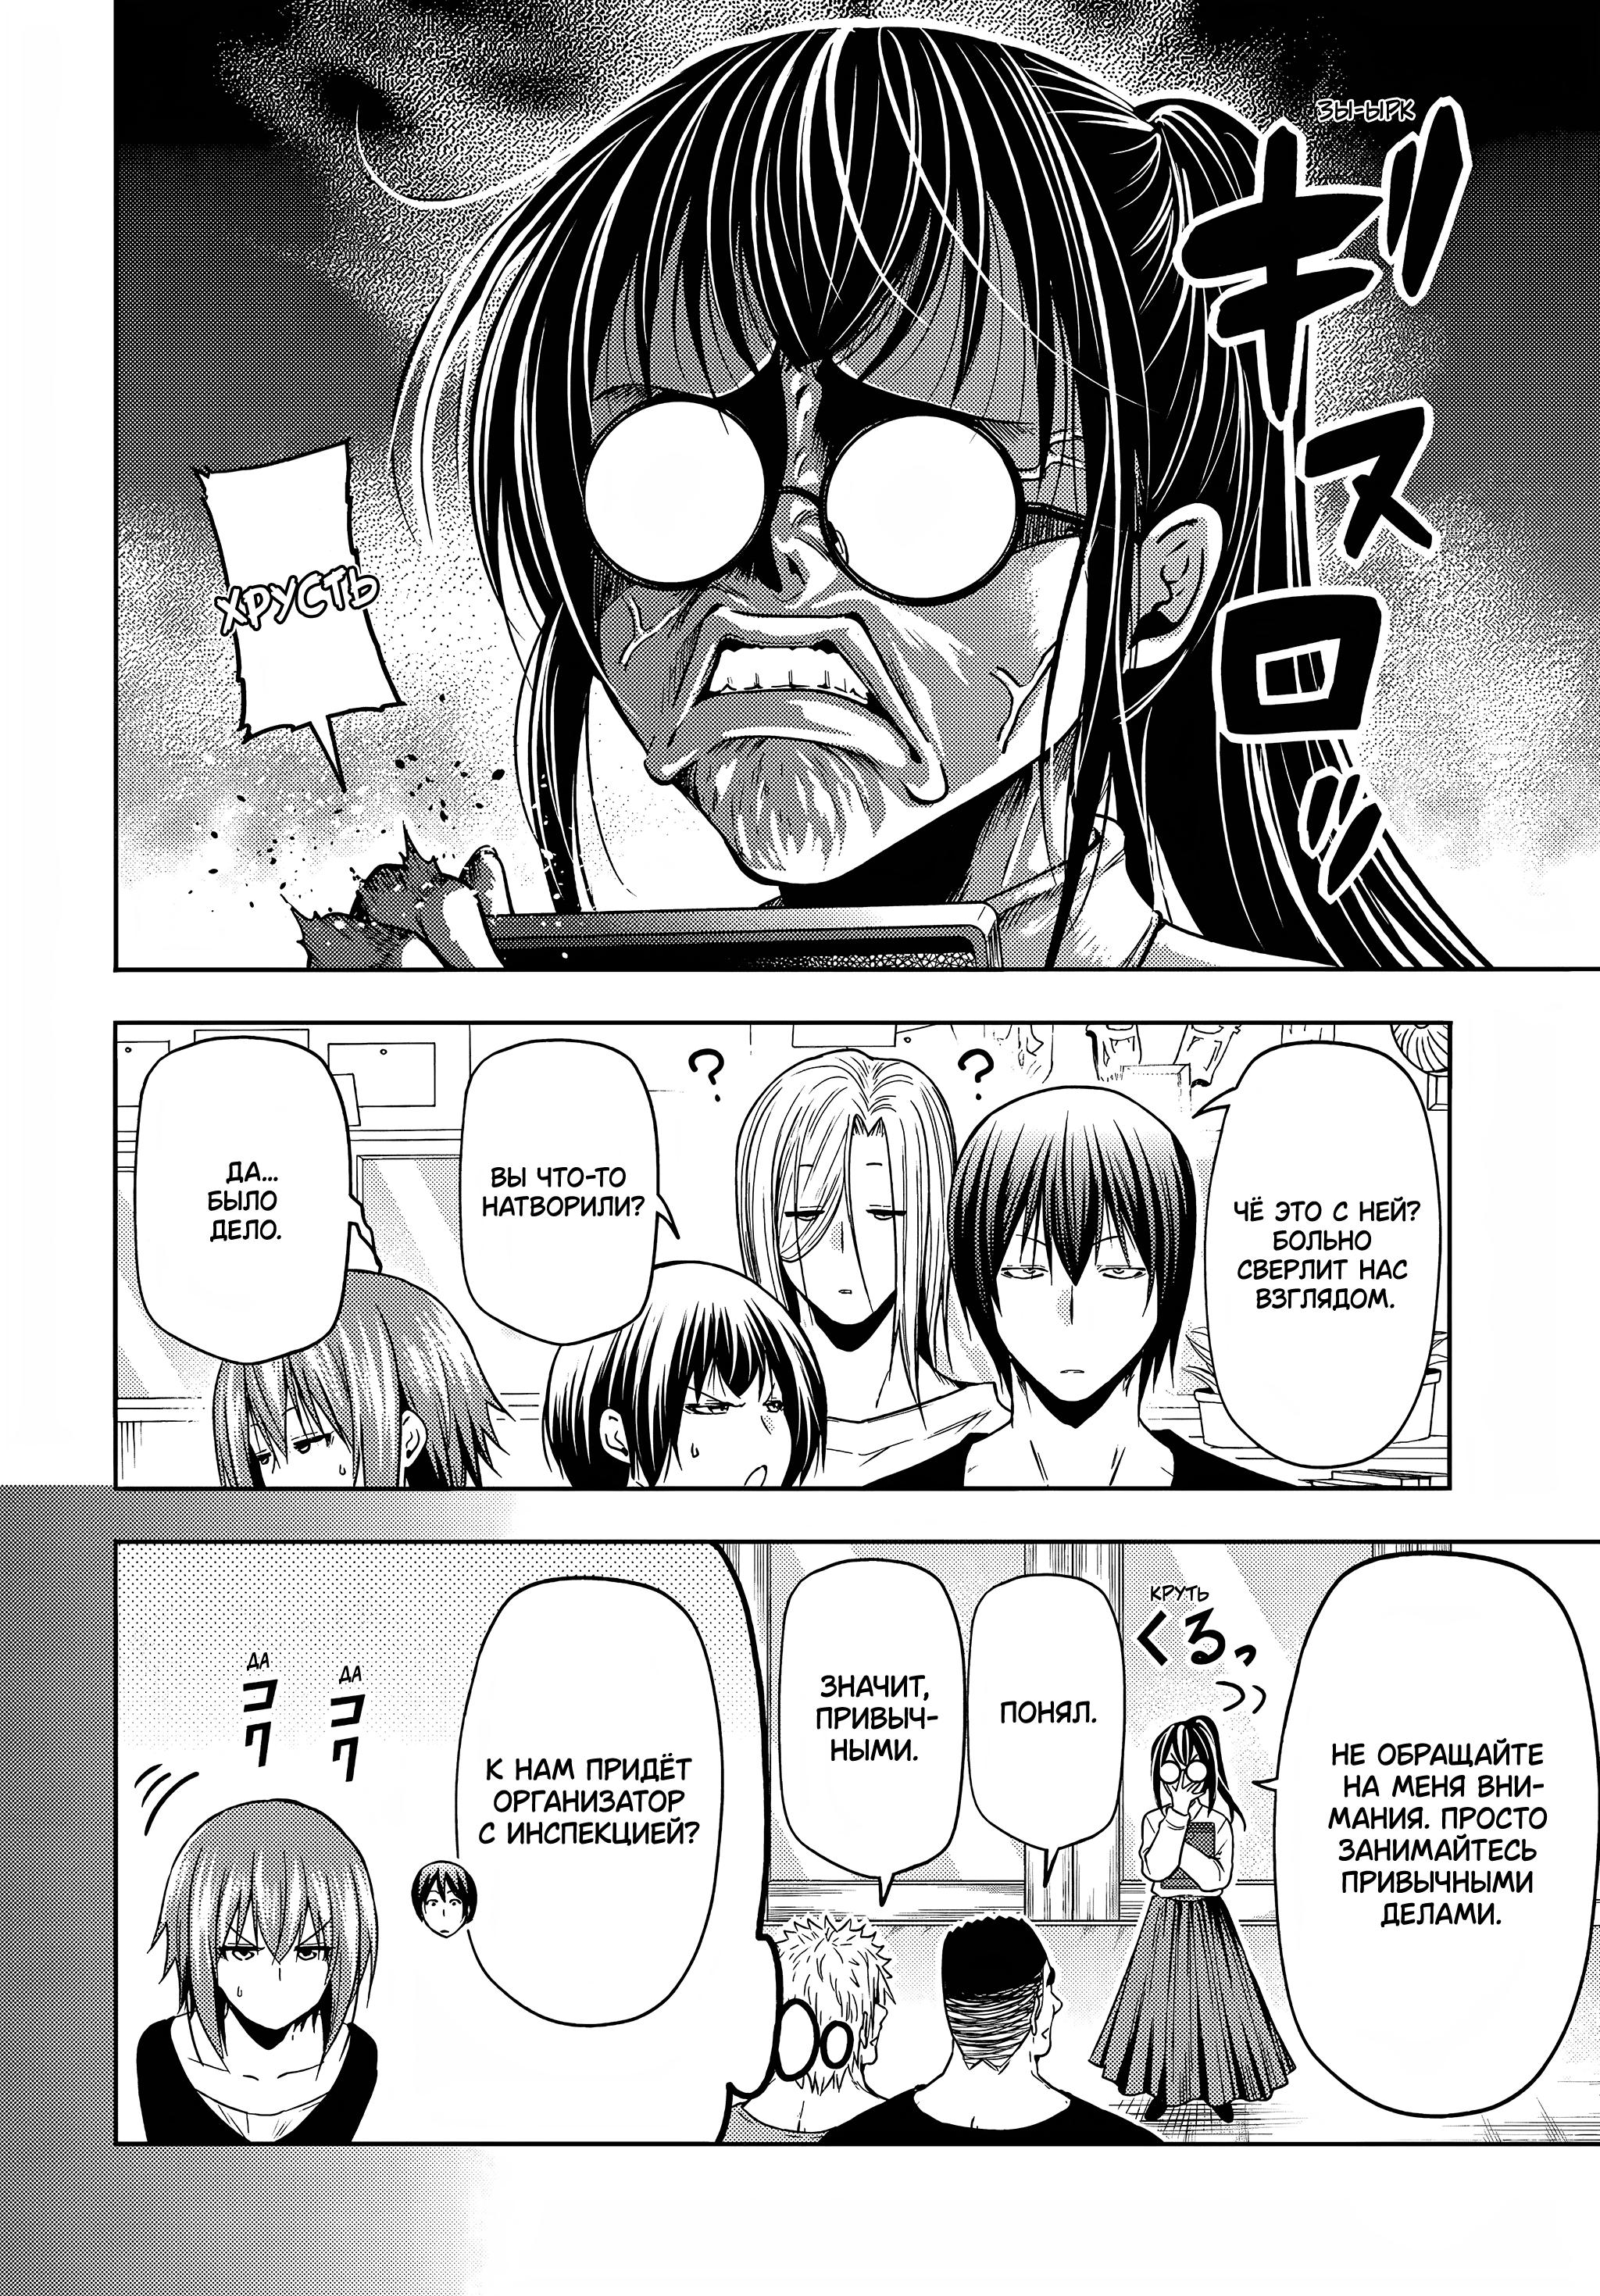 ЗЫ-ЫРК
ギヌロ
ХРУСТЬ
ЧЁ ЭТО С НЕЙ?
БОЛЬНО
СВЕРЛИТ НАС
ВЗГЛЯДОМ.
?
?
ВЫ ЧТО-ТО
НАТВОРИЛИ?
ДА...
БЫЛО
ДЕЛО.
НЕ ОБРАЩАЙТЕ
НА МЕНЯ ВНИ-
МАНИЯ. ПРОСТО
ЗАНИМАЙТЕСЬ
ПРИВЫЧНЫМИ
ДЕЛАМИ.
КРУТЬ
くるっ
ПОНЯЛ.
ЗНАЧИТ,
ПРИВЫЧ-
НЫМИ.
К НАМ ПРИДЁТ
ОРГАНИЗАТОР
С ИНСПЕКЦИЕЙ?
ДА
コク
ДА
コク